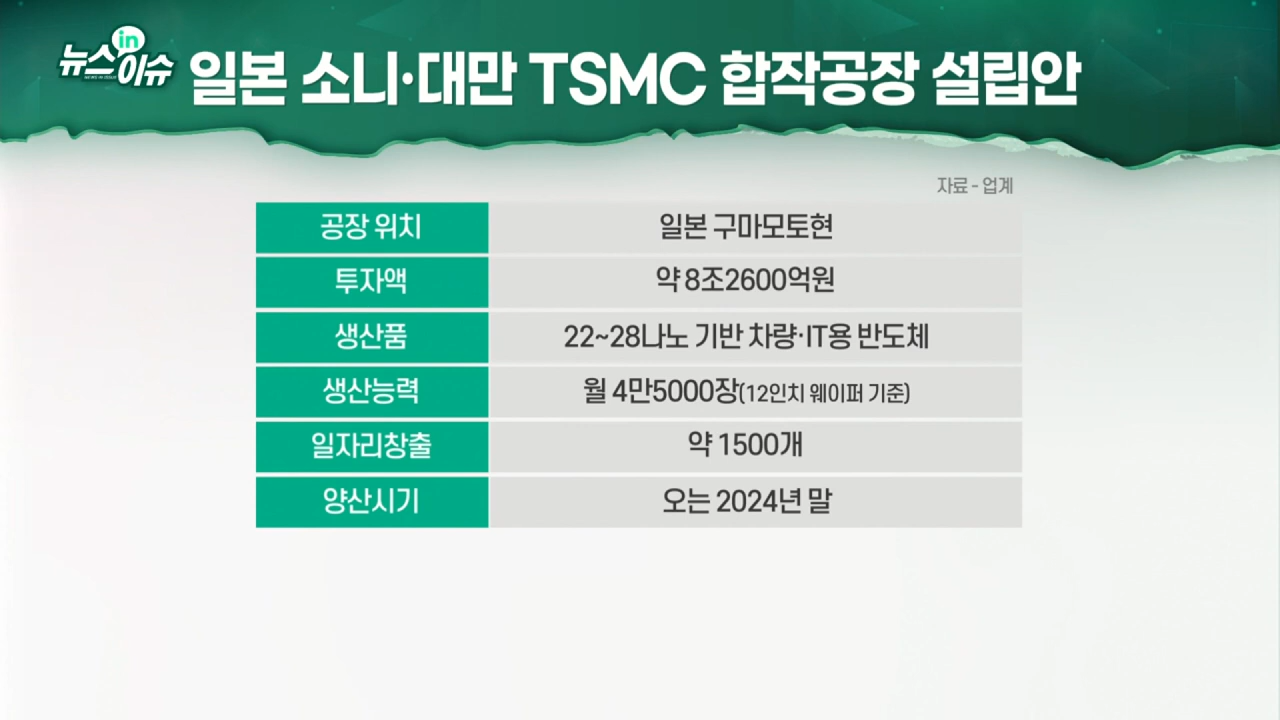 뉴스in이슈
일본 소니·대만 TSMC 합작공장 설립안
자료 - 업계
공장 위치 일본 구마모토현
투자액 약 8조2600억원
생산품 22~28나노 기반 차량·IT용 반도체
생산능력 월 4만5000장(12인치 웨이퍼 기준)
일자리창출 약 1500개
양산시기 오는 2024년 말